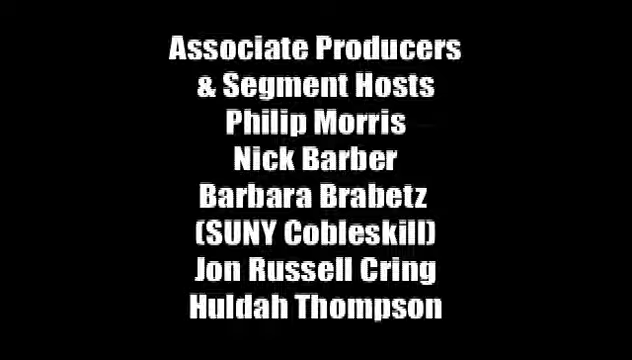 Associate Producers
& Segment Hosts
Philip Morris
Nick Barber
Barbara Brabetz
(SUNY Cobleskill)
Jon Russell Cring
Huldah Thompson